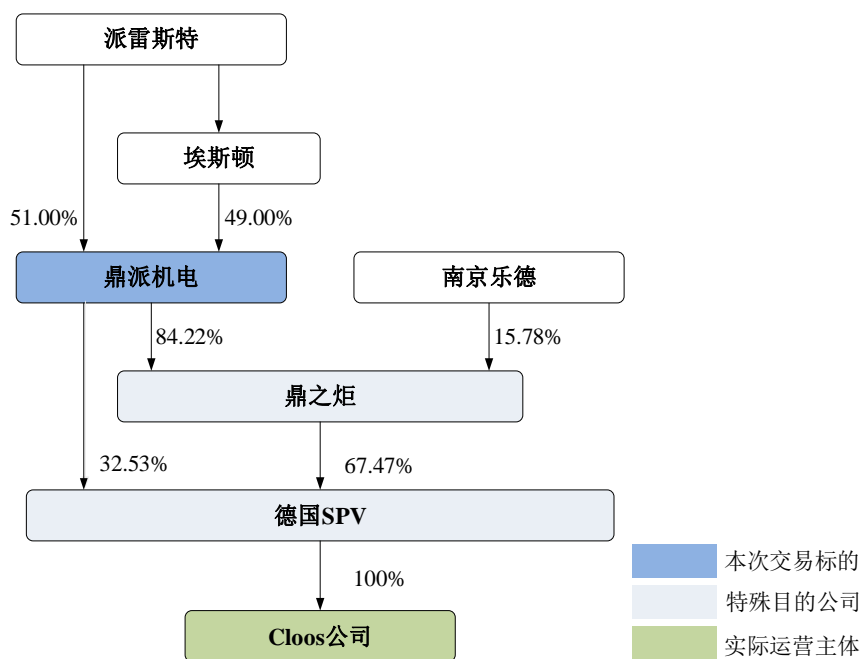 派雷斯特
埃斯顿
51.00%
49.00%
鼎派机电
南京乐德
84.22%
15.78%
鼎之炬
32.53%
67.47%
德国SPV
100%
Cloos公司
本次交易标的
特殊目的公司
实际运营主体